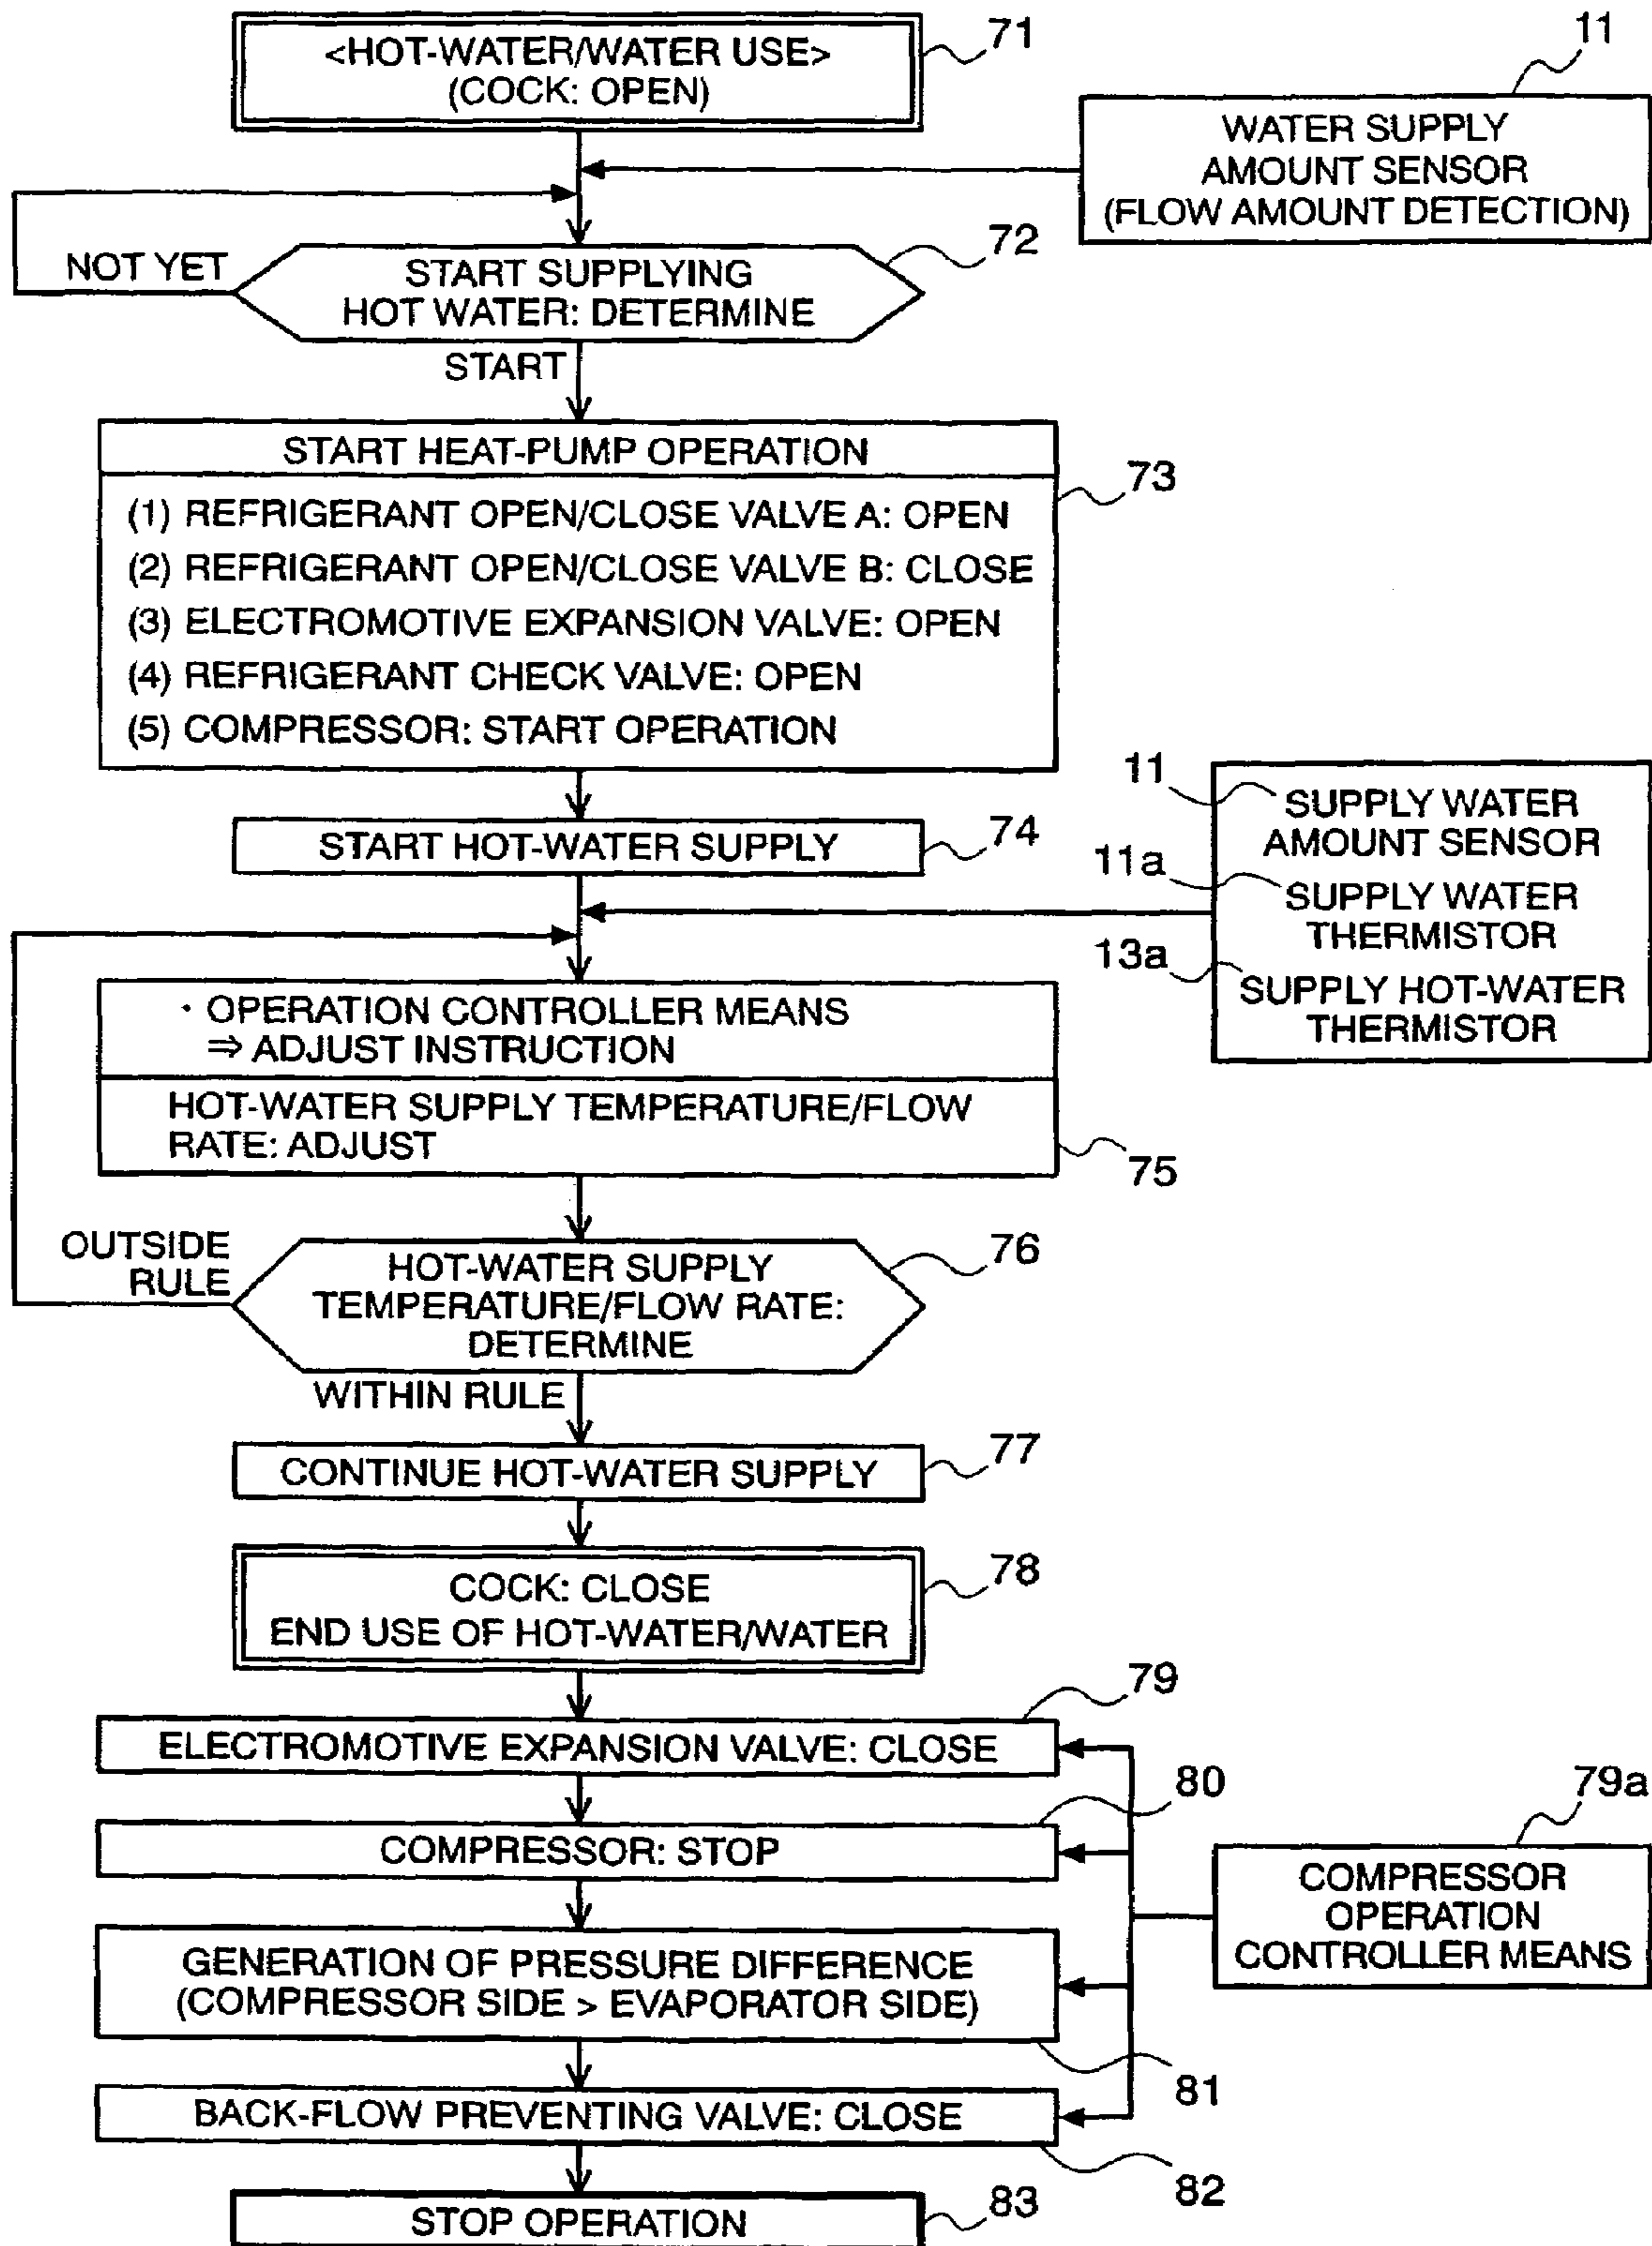 <HOT-WATER/WATER USE>
(COCK: OPEN)
71
11
WATER SUPPLY
AMOUNT SENSOR
(FLOW AMOUNT DETECTION)
NOT YET
START SUPPLYING
HOT WATER: DETERMINE
72
START
START HEAT-PUMP OPERATION
73
(1) REFRIGERANT OPEN/CLOSE VALVE A: OPEN
(2) REFRIGERANT OPEN/CLOSE VALVE B: CLOSE
(3) ELECTROMOTIVE EXPANSION VALVE: OPEN
(4) REFRIGERANT CHECK VALVE: OPEN
(5) COMPRESSOR: START OPERATION
START HOT-WATER SUPPLY
74
11
SUPPLY WATER
AMOUNT SENSOR
11a
SUPPLY WATER
THERMISTOR
13a
SUPPLY HOT-WATER
THERMISTOR
· OPERATION CONTROLLER MEANS
⇒ ADJUST INSTRUCTION
HOT-WATER SUPPLY TEMPERATURE/FLOW
RATE: ADJUST
75
OUTSIDE
RULE
HOT-WATER SUPPLY
TEMPERATURE/FLOW RATE:
DETERMINE
76
WITHIN RULE
CONTINUE HOT-WATER SUPPLY
77
COCK: CLOSE
END USE OF HOT-WATER/WATER
78
79
ELECTROMOTIVE EXPANSION VALVE: CLOSE
80
COMPRESSOR: STOP
79a
COMPRESSOR
OPERATION
CONTROLLER MEANS
GENERATION OF PRESSURE DIFFERENCE
(COMPRESSOR SIDE > EVAPORATOR SIDE)
81
BACK-FLOW PREVENTING VALVE: CLOSE
82
STOP OPERATION
83